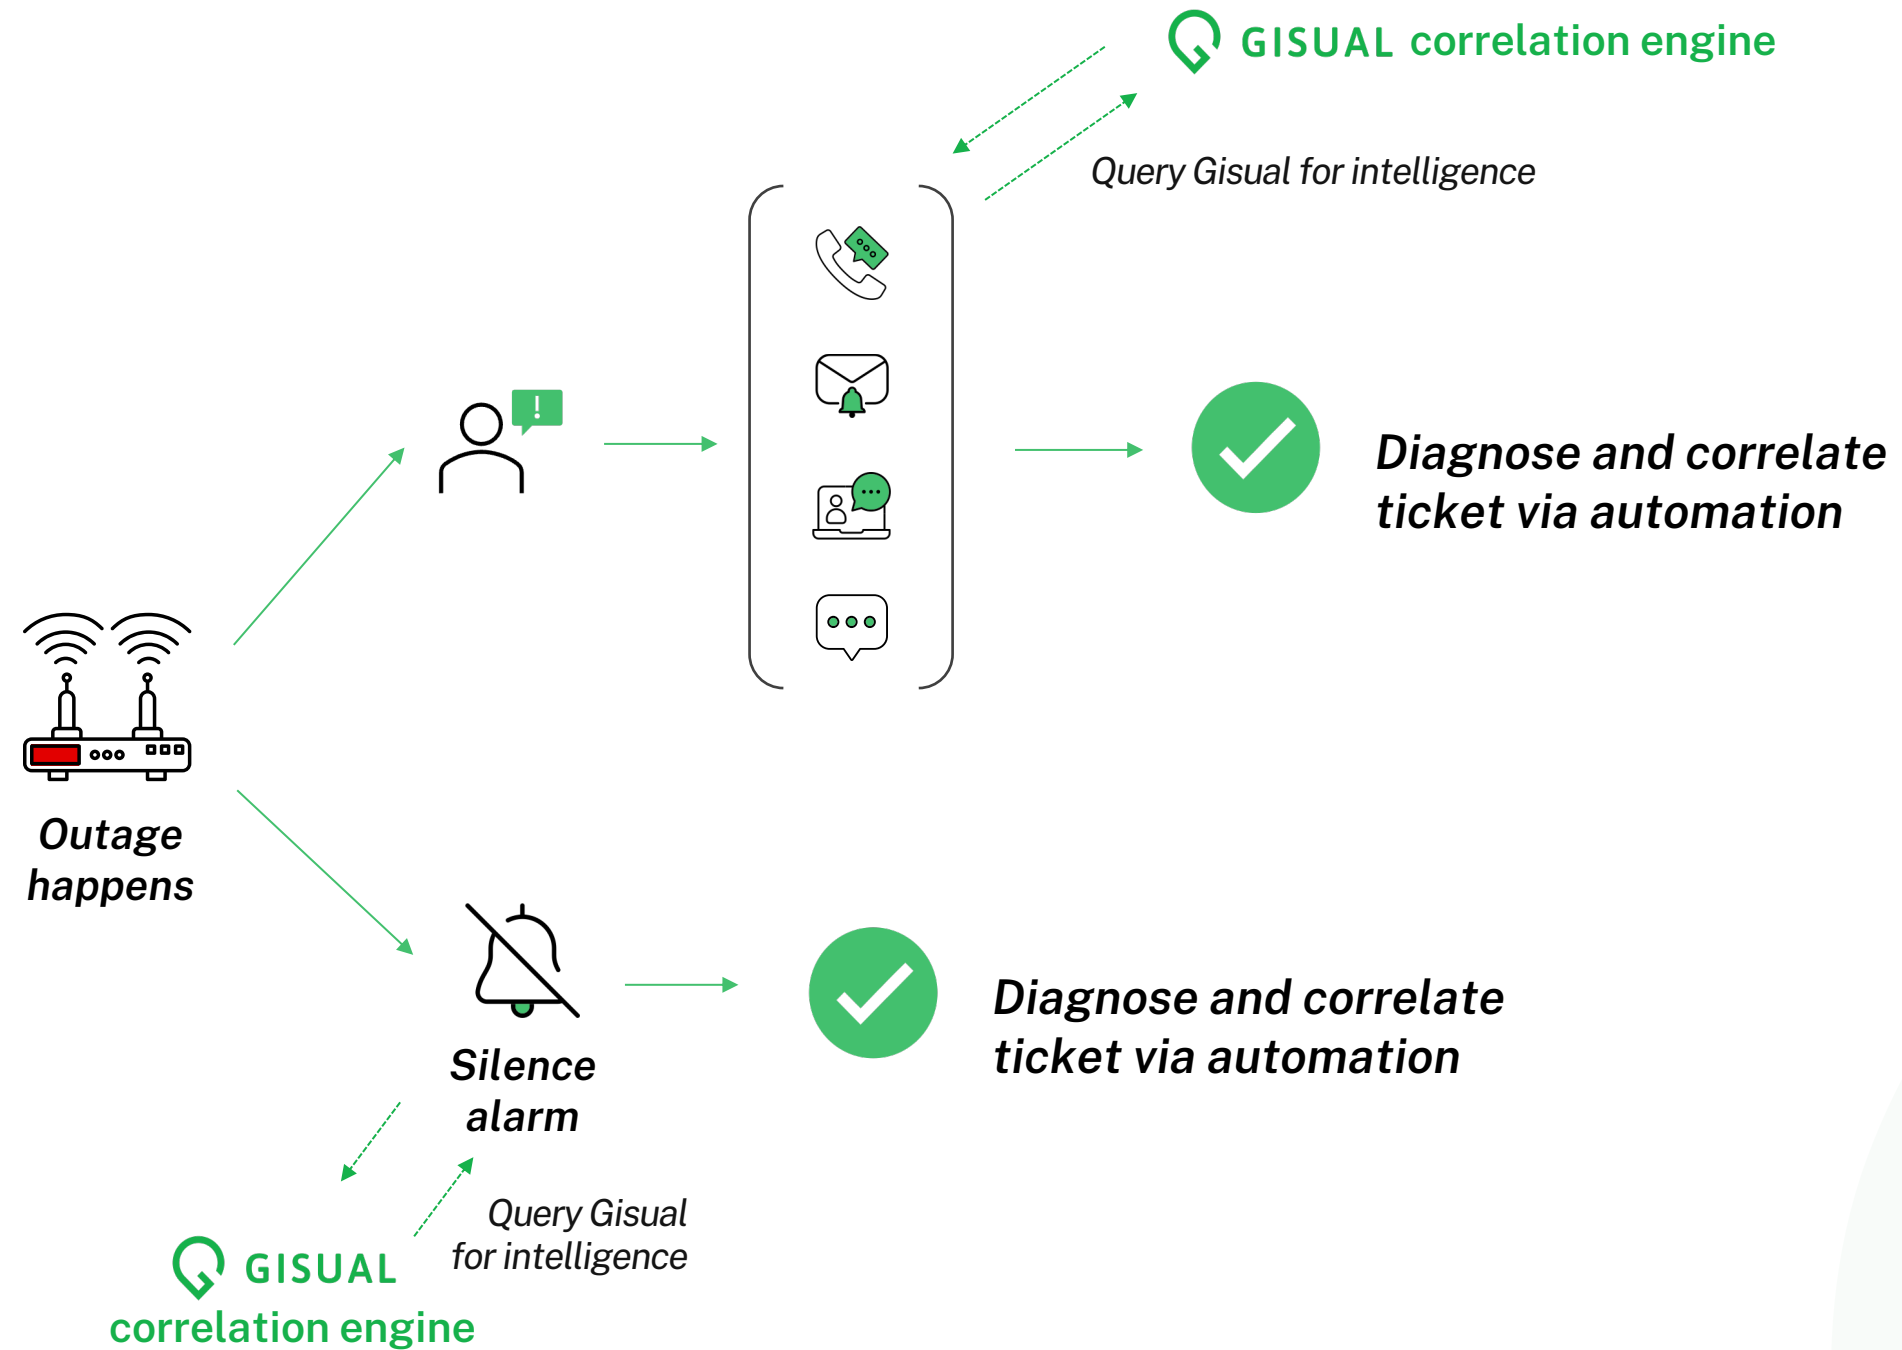 GISUAL correlation engine
Query Gisual for intelligence
!
Diagnose and correlate
ticket via automation
Outage
happens
Silence
alarm
Diagnose and correlate
ticket via automation
Query Gisual
for intelligence
GISUAL
correlation engine